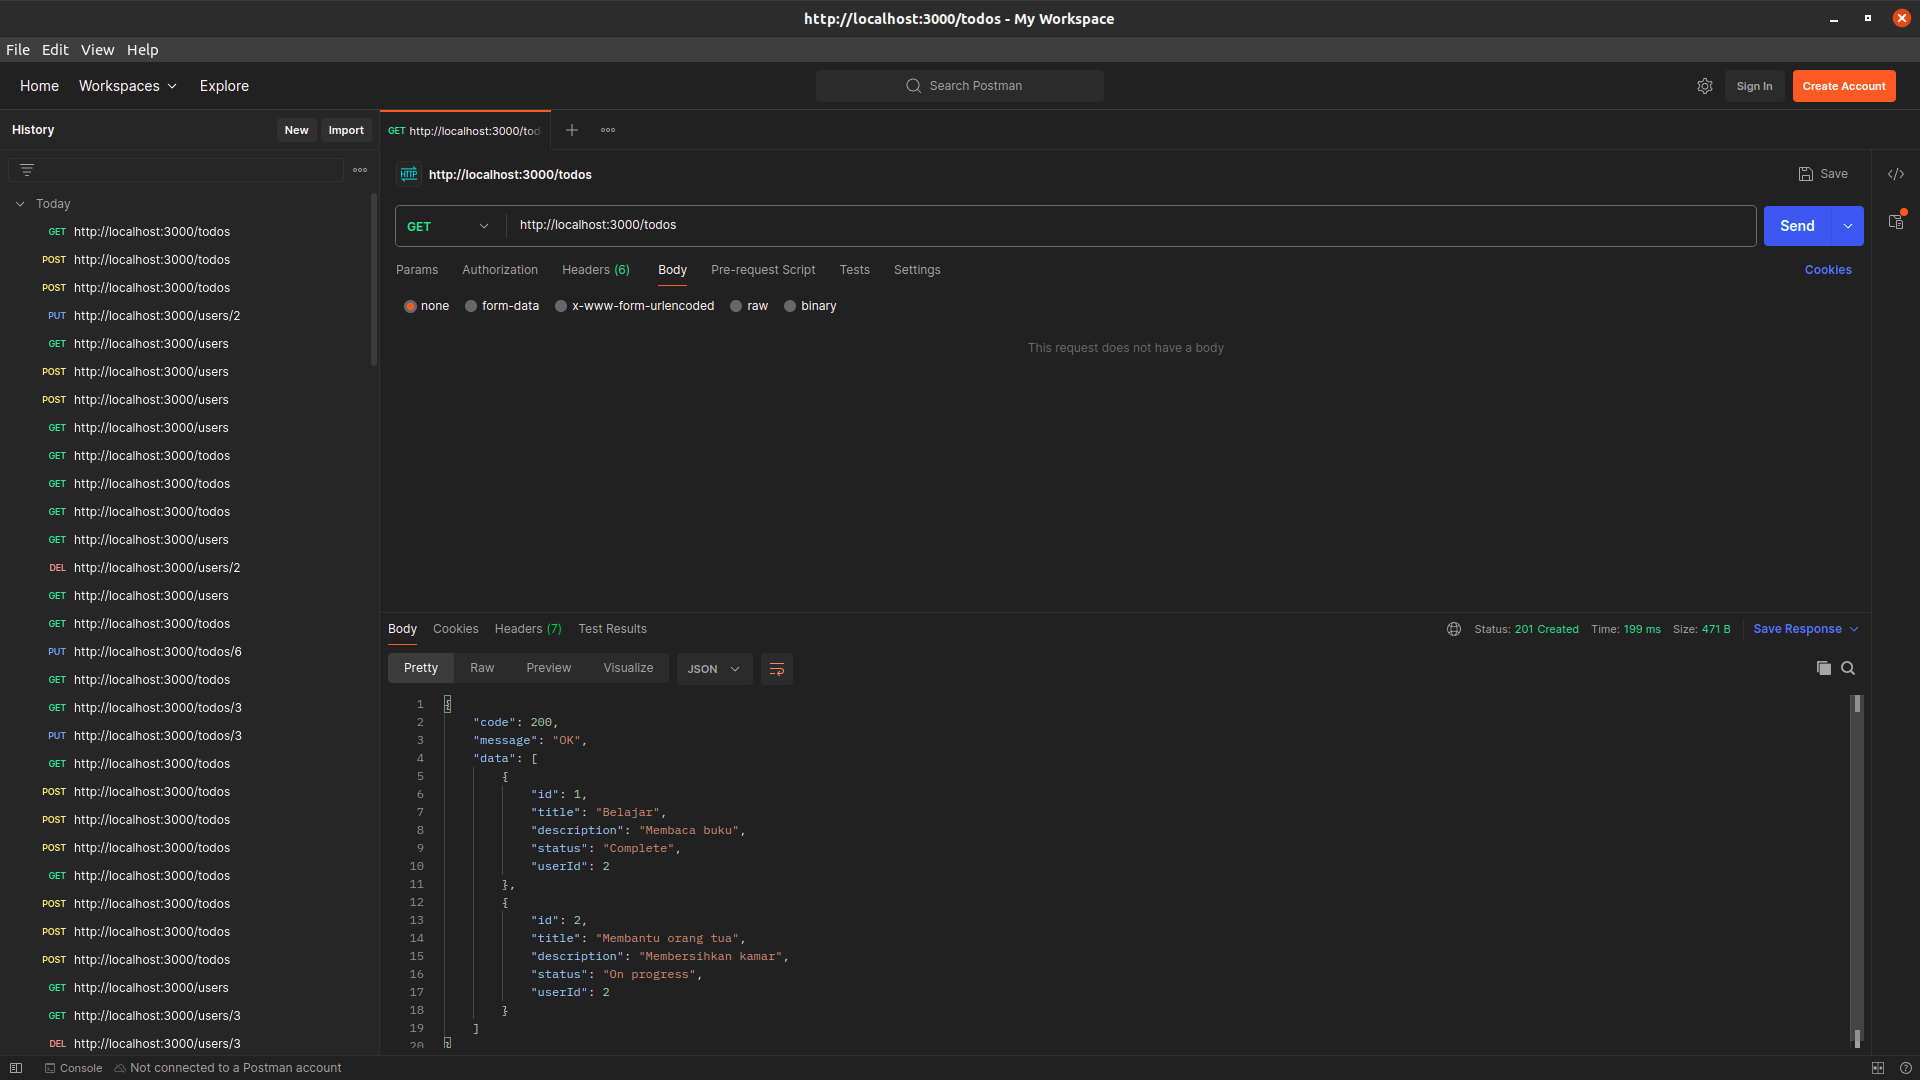 http://localhost:3000/todos - My Workspace
File Edit View Help
Home Workspaces Explore
Search Postman
Sign In
Create Account
History
New Import
GET http://localhost:3000/tod
HTTP http://localhost:3000/todos
Save
Today
GET http://localhost:3000/todos
POST http://localhost:3000/todos
POST http://localhost:3000/todos
PUT http://localhost:3000/users/2
GET http://localhost:3000/users
POST http://localhost:3000/users
POST http://localhost:3000/users
GET http://localhost:3000/users
GET http://localhost:3000/todos
GET http://localhost:3000/todos
GET http://localhost:3000/todos
GET http://localhost:3000/users
DEL http://localhost:3000/users/2
GET http://localhost:3000/users
GET http://localhost:3000/todos
PUT http://localhost:3000/todos/6
GET http://localhost:3000/todos
GET http://localhost:3000/todos/3
PUT http://localhost:3000/todos/3
GET http://localhost:3000/todos
POST http://localhost:3000/todos
POST http://localhost:3000/todos
POST http://localhost:3000/todos
GET http://localhost:3000/todos
POST http://localhost:3000/todos
POST http://localhost:3000/todos
POST http://localhost:3000/todos
GET http://localhost:3000/users
GET http://localhost:3000/users/3
DEL http://localhost:3000/users/3
GET http://localhost:3000/todos
Send
Params Authorization Headers (6) Body Pre-request Script Tests Settings
Cookies
none form-data x-www-form-urlencoded raw binary
This request does not have a body
Body Cookies Headers (7) Test Results
Status: 201 Created Time: 199 ms Size: 471 B Save Response
Pretty Raw Preview Visualize JSON
1 {
2 "code": 200,
3 "message": "OK",
4 "data": [
5 {
6 "id": 1,
7 "title": "Belajar",
8 "description": "Membaca buku",
9 "status": "Complete",
10 "userId": 2
11 },
12 {
13 "id": 2,
14 "title": "Membantu orang tua",
15 "description": "Membersihkan kamar",
16 "status": "On progress",
17 "userId": 2
18 }
19 ]
20 }
Console Not connected to a Postman account